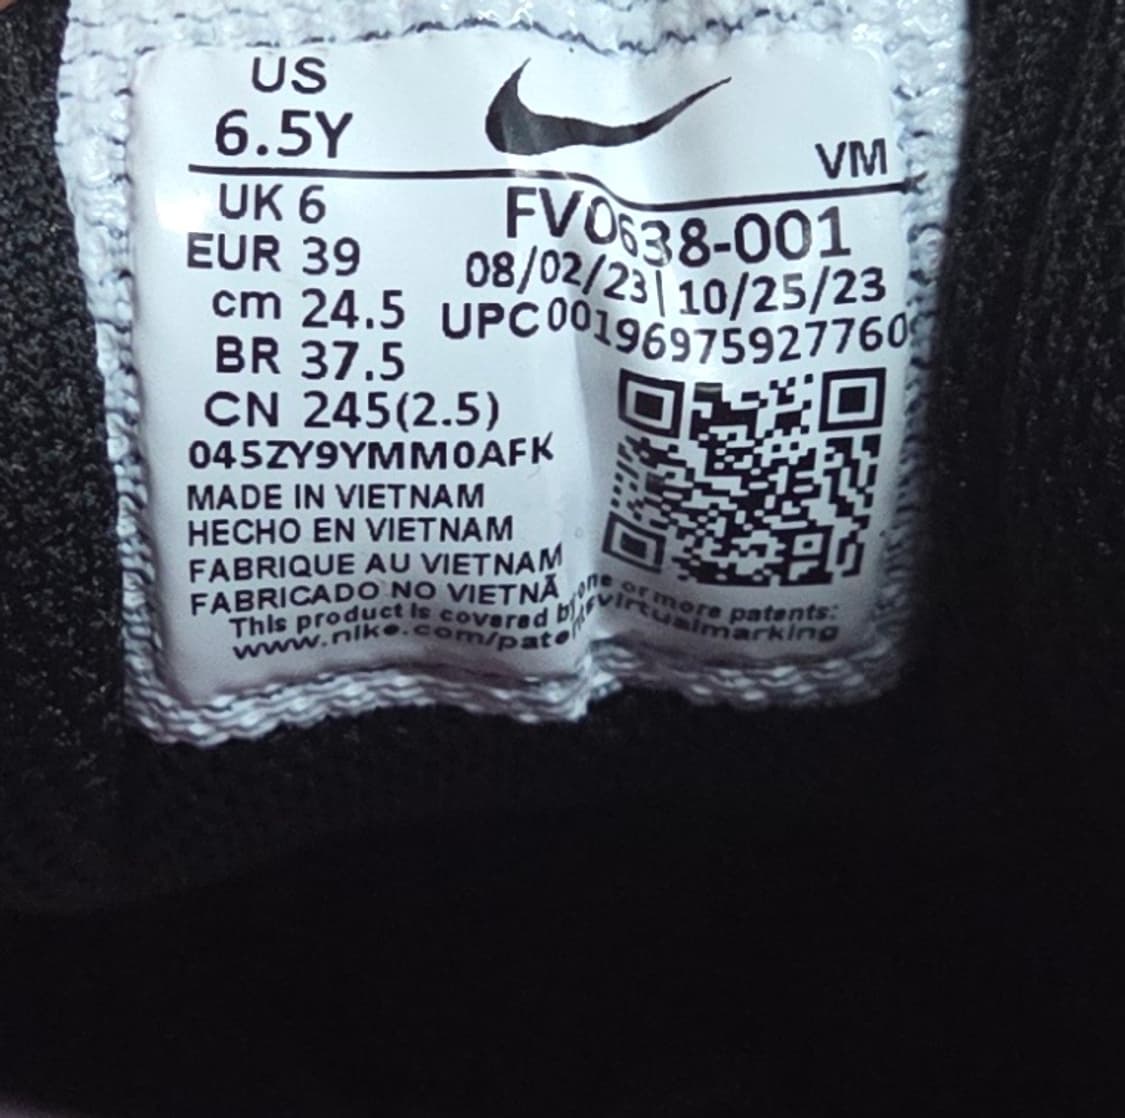 US
6.5Y
VM
UK 6
EUR 39
cm 24.5
BR 37.5
CN 245(2.5)
FV0638-001
08/02/23| 10/25/23
UPC00196975927760
045ZY9YMM0AFK
MADE IN VIETNAM
HECHO EN VIETNAM
FABRIQUE AU VIETNAM
FABRICADO NO VIETNÃ
This product is covered by one or more patents:
www.nike.com/patentsvirtualmarking